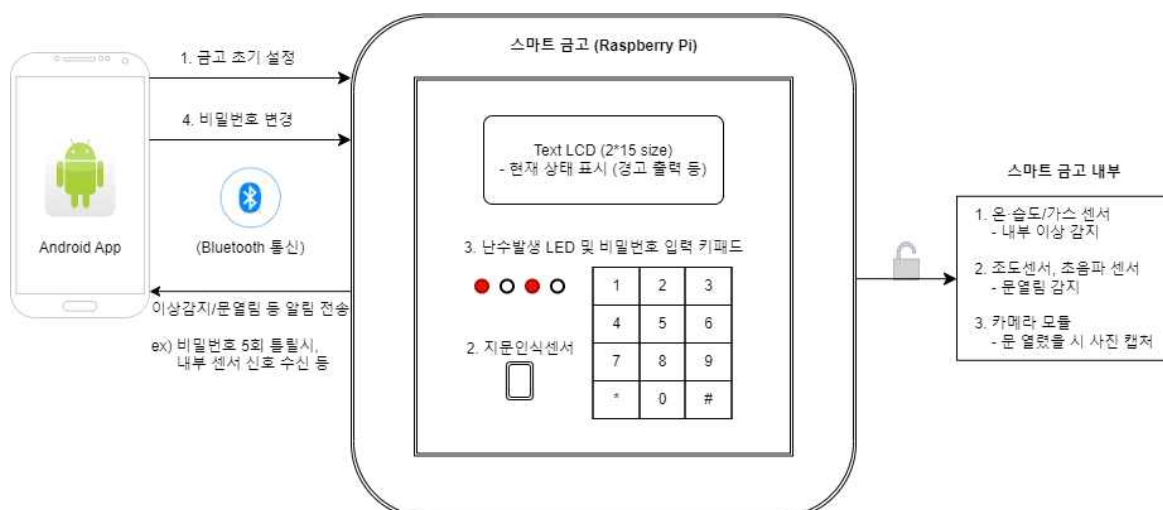 스마트 금고 (Raspberry Pi)
1. 금고 초기 설정
4. 비밀번호 변경
Android App
(Bluetooth 통신)
이상감지/문열림 등 알림 전송
ex) 비밀번호 5회 틀릴시,
내부 센서 신호 수신 등
Text LCD (2*15 size)
- 현재 상태 표시 (경고 출력 등)
3. 난수발생 LED 및 비밀번호 입력 키패드
2. 지문인식센서
1 2 3
4 5 6
7 8 9
* 0 #
스마트 금고 내부
1. 온·습도/가스 센서
- 내부 이상 감지
2. 조도센서, 초음파 센서
- 문열림 감지
3. 카메라 모듈
- 문 열렸을 시 사진 캡처